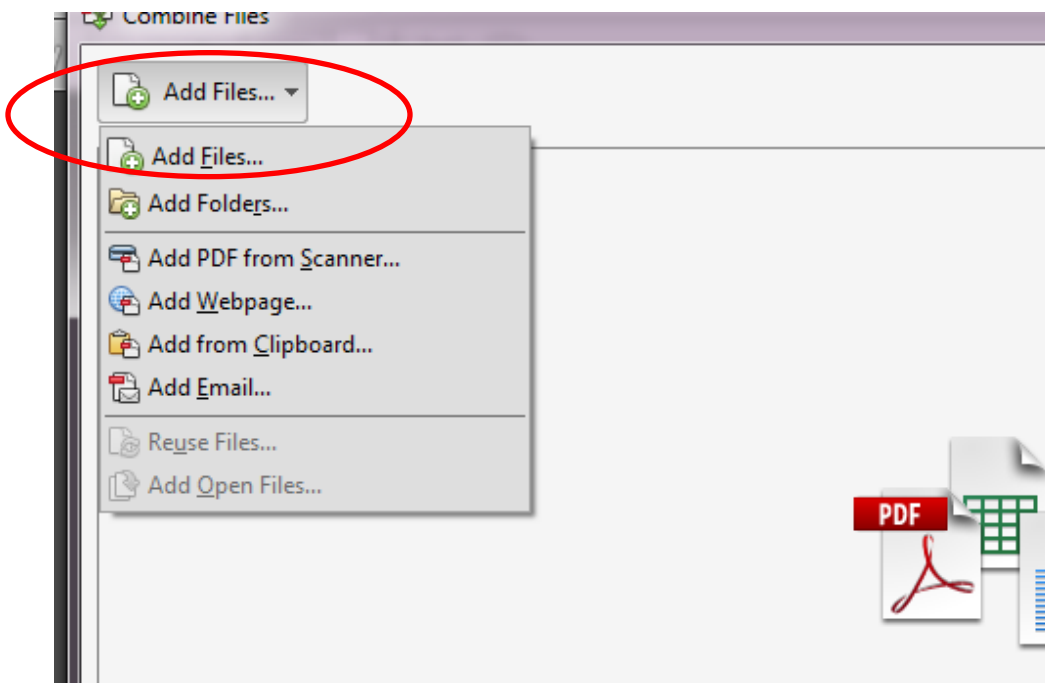 Combine Files
Add Files...
Add Files...
Add Folders...
Add PDF from Scanner...
Add Webpage...
Add from Clipboard...
Add Email...
Reuse Files...
Add Open Files...
PDF